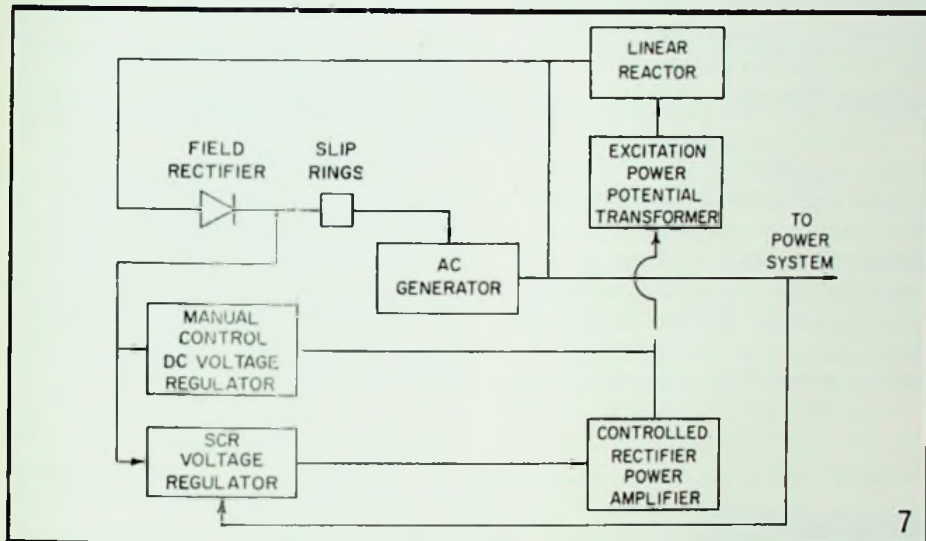 LINEAR
REACTOR
FIELD
RECTIFIER
SLIP
RINGS
EXCITATION
POWER
POTENTIAL
TRANSFORMER
TO
POWER
SYSTEM
AC
GENERATOR
MANUAL
CONTROL
DC VOLTAGE
REGULATOR
SCR
VOLTAGE
REGULATOR
CONTROLLED
RECTIFIER
POWER
AMPLIFIER
7